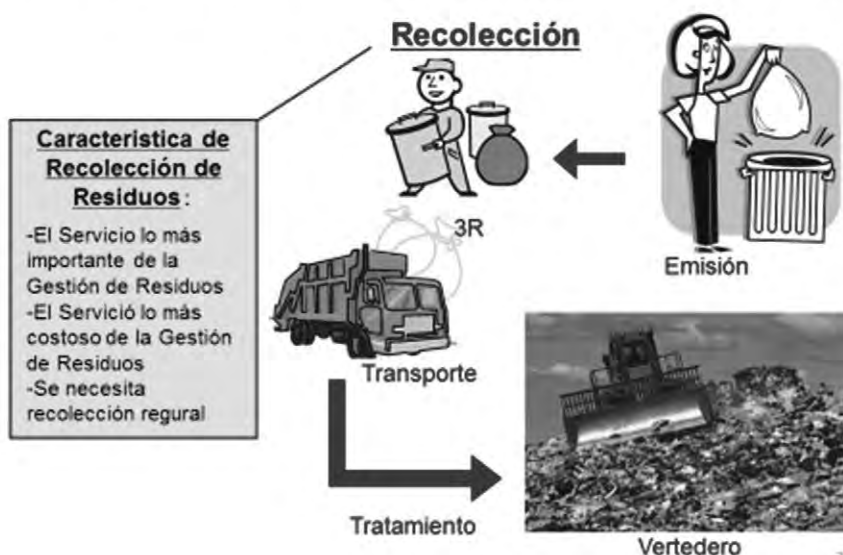 Recolección
Caracteristica de
Recolección de
Residuos:
-El Servicio lo más
importante de la
Gestión de Residuos
-El Servició lo más
costoso de la Gestión
de Residuos
-Se necesita
recolección regural
3R
Emisión
Transporte
Tratamiento
Vertedero